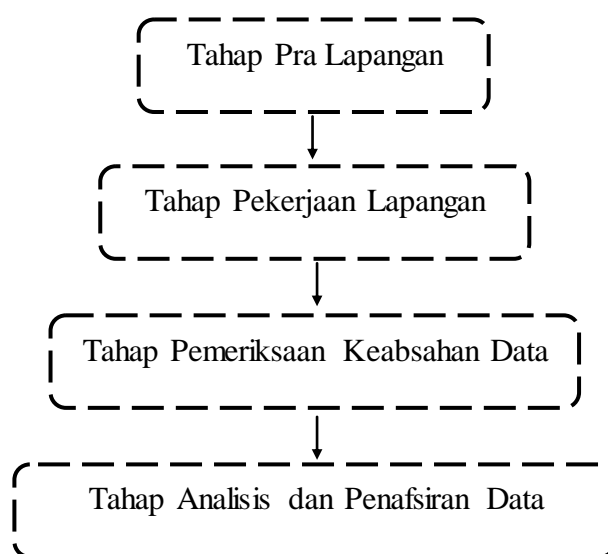 Tahap Pra Lapangan
Tahap Pekerjaan Lapangan
Tahap Pemeriksaan Keabsahan Data
Tahap Analisis dan Penafsiran Data